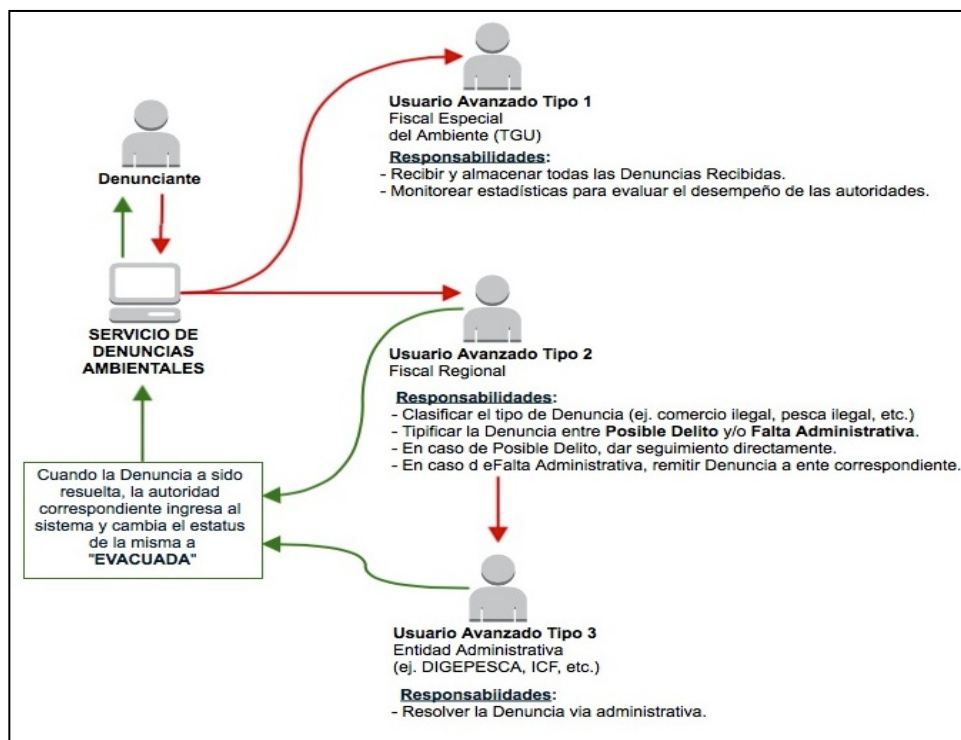 Usuario Avanzado Tipo 1
Fiscal Especial
del Ambiente (TGU)
Responsabilidades:
- Recibir y almacenar todas las Denuncias Recibidas.
- Monitorear estadísticas para evaluar el desempeño de las autoridades.
Denunciante
SERVICIO DE
DENUNCIAS
AMBIENTALES
Usuario Avanzado Tipo 2
Fiscal Regional
Responsabilidades:
- Clasificar el tipo de Denuncia (ej. comercio ilegal, pesca ilegal, etc.)
- Tipificar la Denuncia entre Posible Delito y/o Falta Administrativa.
- En caso de Posible Delito, dar seguimiento directamente.
- En caso d eFalta Administrativa, remitir Denuncia a ente correspondiente.
Cuando la Denuncia a sido
resuelta, la autoridad
correspondiente ingresa al
sistema y cambia el estatus
de la misma a
"EVACUADA"
Usuario Avanzado Tipo 3
Entidad Administrativa
(ej. DIGEPESCA, ICF, etc.)
Responsabiidades:
- Resolver la Denuncia via administrativa.